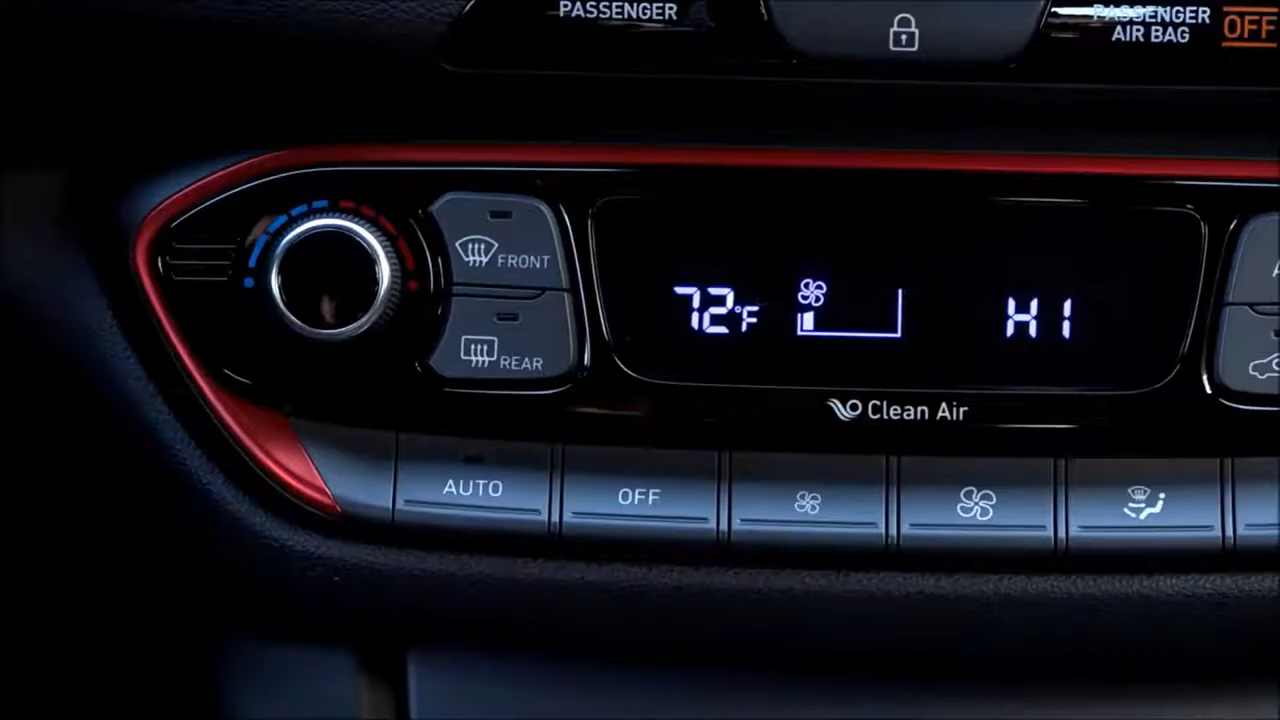 PASSENGER
PASSENGER
AIR BAG
OFF
FRONT
REAR
72°F
HI
Clean Air
AUTO
OFF